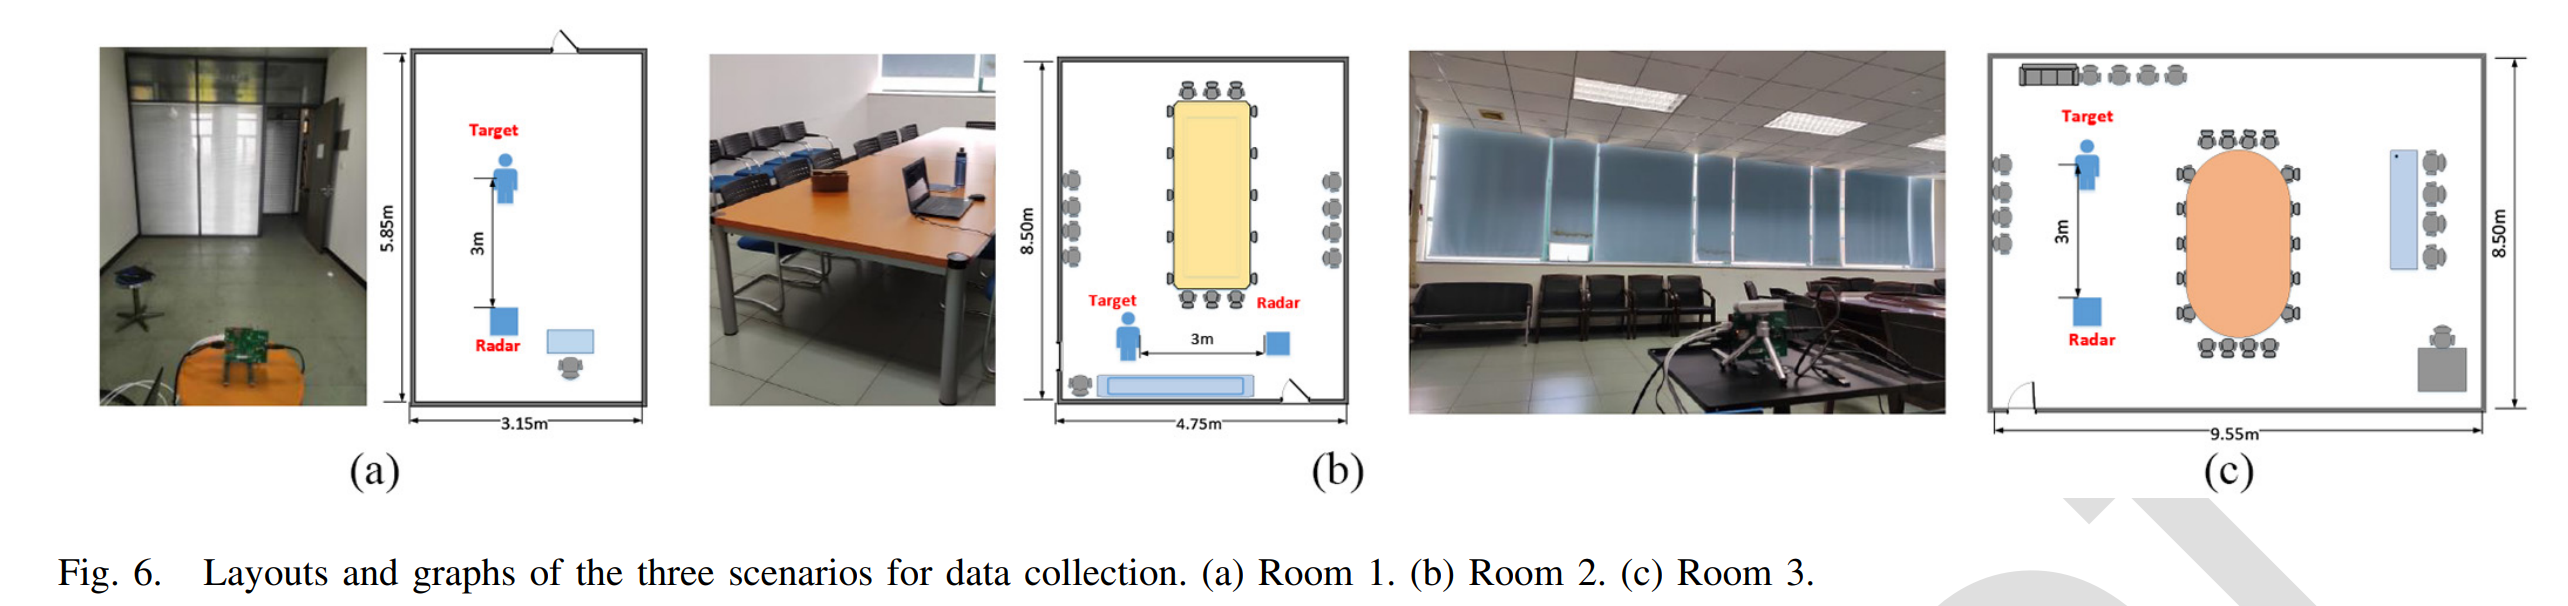 Target
5.85m
3m
Radar
3.15m
(a)
8.50m
Target
Radar
3m
4.75m
(b)
Target
3m
Radar
8.50m
9.55m
(c)
Fig. 6. Layouts and graphs of the three scenarios for data collection. (a) Room 1. (b) Room 2. (c) Room 3.